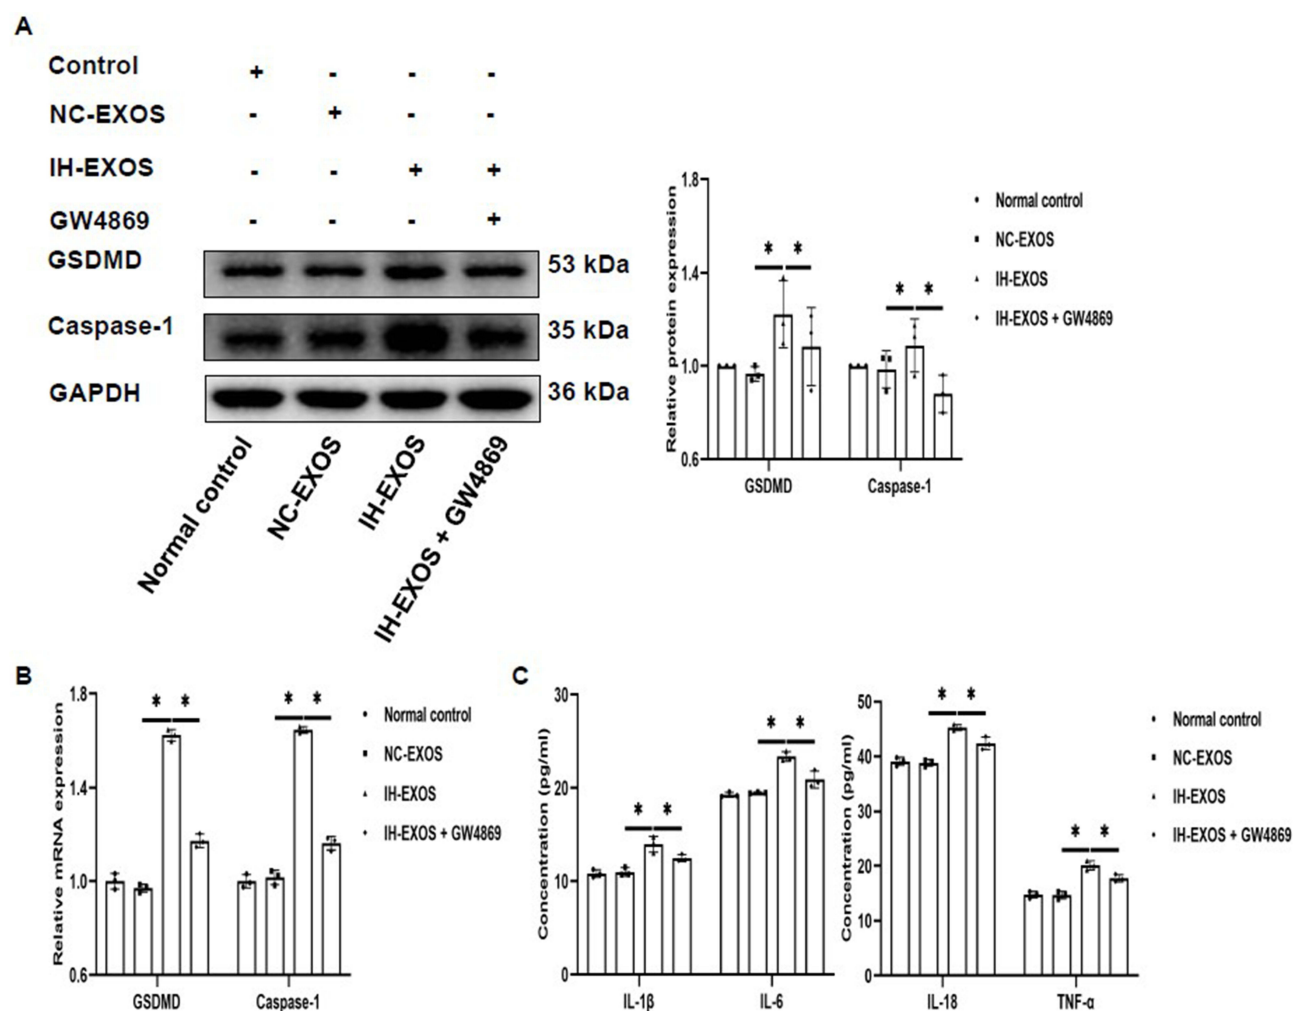 A
Control + - - -
NC-EXOS - + - -
IH-EXOS - - + +
GW4869 - - - +
GSDMD 53 kDa
Caspase-1 35 kDa
GAPDH 36 kDa
Normal control
NC-EXOS
IH-EXOS
IH-EXOS + GW4869
Relative protein expression
1.8
1.4
1.0
0.6
* * * *
GSDMD Caspase-1
Normal control
NC-EXOS
IH-EXOS
IH-EXOS + GW4869
B
Relative mRNA expression
1.8
1.4
1.0
0.6
* * * *
GSDMD Caspase-1
Normal control
NC-EXOS
IH-EXOS
IH-EXOS + GW4869
C
Concentration (pg/ml)
30
20
10
0
* * * *
IL-1β IL-6
Concentration (pg/ml)
50
40
30
20
10
0
* * * *
IL-18 TNF-α
Normal control
NC-EXOS
IH-EXOS
IH-EXOS + GW4869